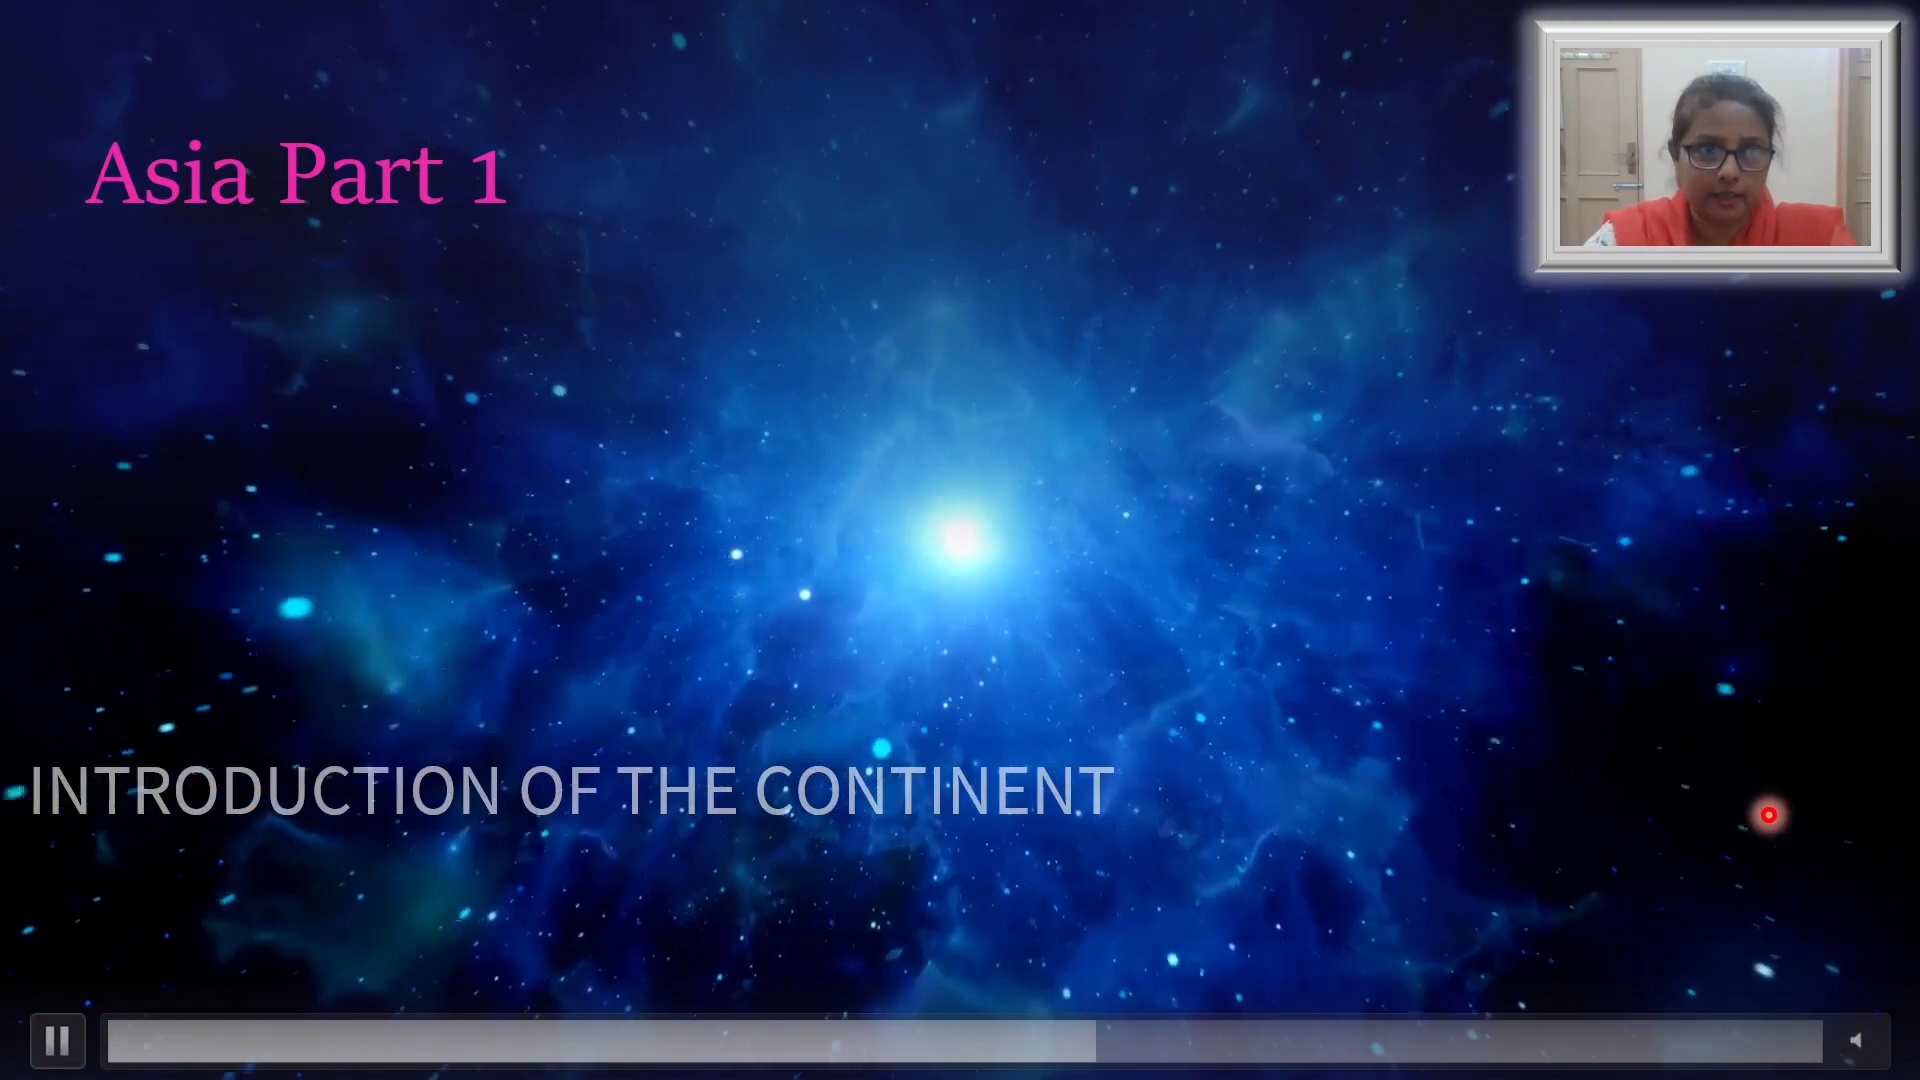 Asia Part 1
INTRODUCTION OF THE CONTINENT